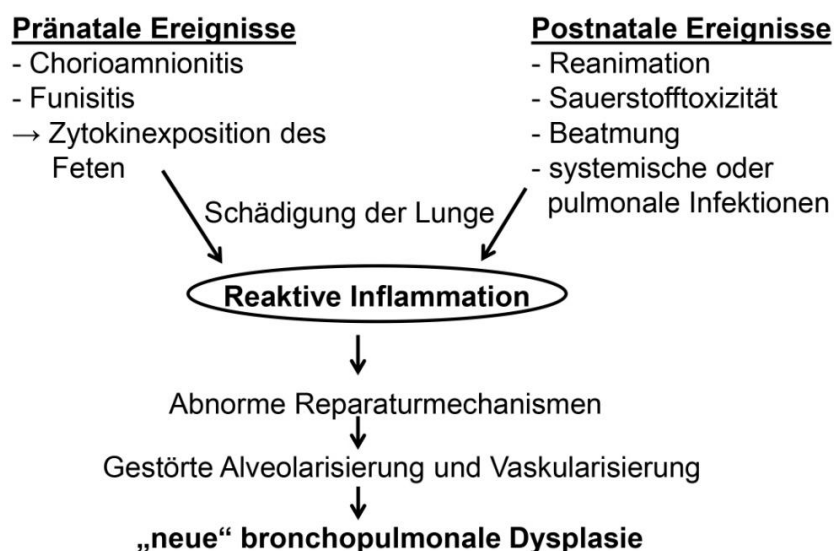 Pränatale Ereignisse
- Chorioamnionitis
- Funisitis
→ Zytokinexposition des
Feten
Postnatale Ereignisse
- Reanimation
- Sauerstofftoxizität
- Beatmung
- systemische oder
pulmonale Infektionen
Schädigung der Lunge
Reaktive Inflammation
Abnorme Reparaturmechanismen
Gestörte Alveolarisierung und Vaskularisierung
„neue“ bronchopulmonale Dysplasie